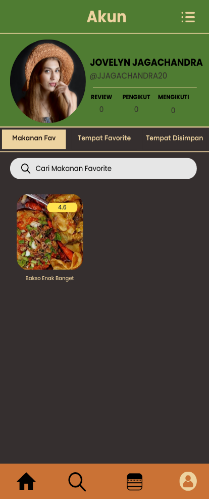 Akun
JOVELYN JAGACHANDRA
@JJAGACHANDRA20
REVIEW PENGIKUT MENGIKUTI
0 0 0
Makanan Fav Tempat Favorite Tempat Disimpan
Cari Makanan Favorite
4.6
Bakso Enak Banget